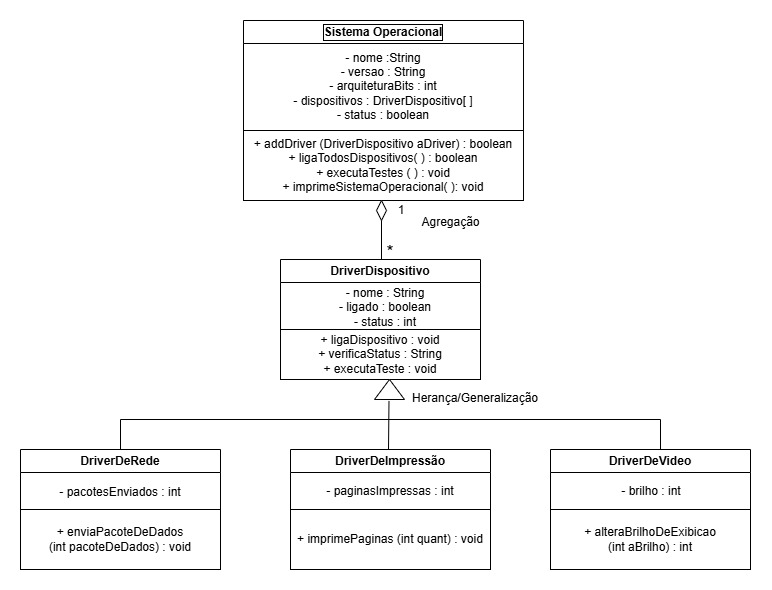 Sistema Operacional
- nome :String
- versao : String
- arquiteturaBits : int
- dispositivos : DriverDispositivo[ ]
- status : boolean
+ addDriver (DriverDispositivo aDriver) : boolean
+ ligaTodosDispositivos( ) : boolean
+ executaTestes ( ) : void
+ imprimeSistemaOperacional( ): void
1
Agregação
*
DriverDispositivo
- nome : String
- ligado : boolean
- status : int
+ ligaDispositivo : void
+ verificaStatus : String
+ executaTeste : void
Herança/Generalização
DriverDeRede
- pacotesEnviados : int
+ enviaPacoteDeDados
(int pacoteDeDados) : void
DriverDeImpressão
- paginasImpressas : int
+ imprimePaginas (int quant) : void
DriverDeVideo
- brilho : int
+ alteraBrilhoDeExibicao
(int aBrilho) : int